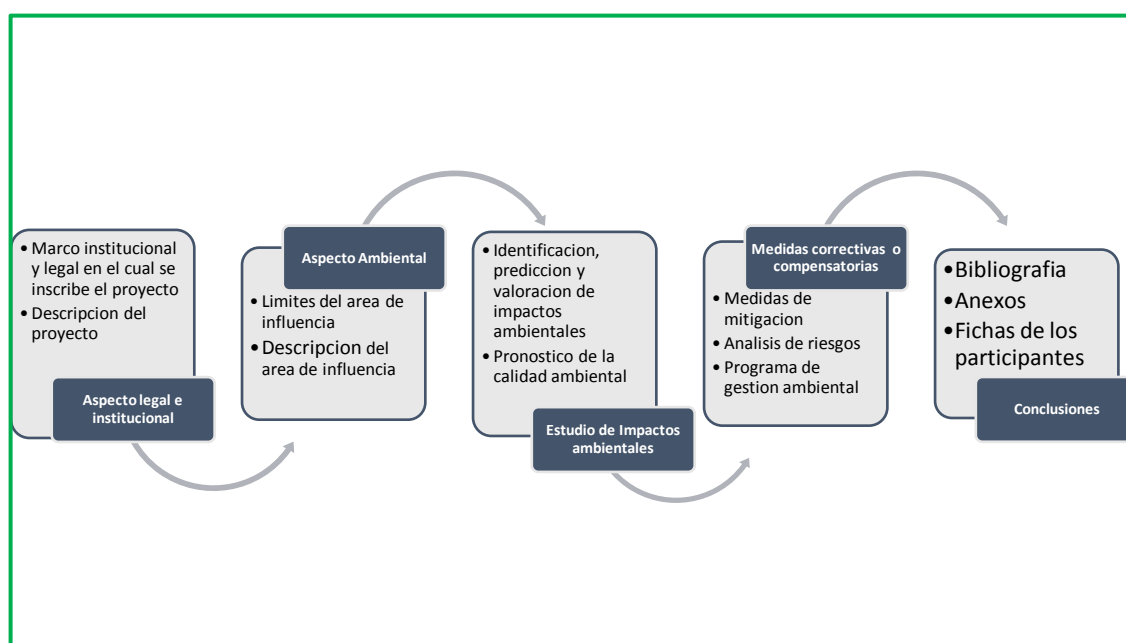 • Marco institucional
y legal en el cual se
inscribe el proyecto
• Descripcion del
proyecto
Aspecto legal e
institucional
Aspecto Ambiental
• Limites del area de
influencia
• Descripcion del
area de influencia
• Identificacion,
prediccion y
valoracion de
impactos
ambientales
• Pronostico de la
calidad ambiental
Estudio de Impactos
ambientales
Medidas correctivas o
compensatorias
• Medidas de
mitigacion
• Analisis de riesgos
• Programa de
gestion ambiental
• Bibliografia
• Anexos
• Fichas de los
participantes
Conclusiones